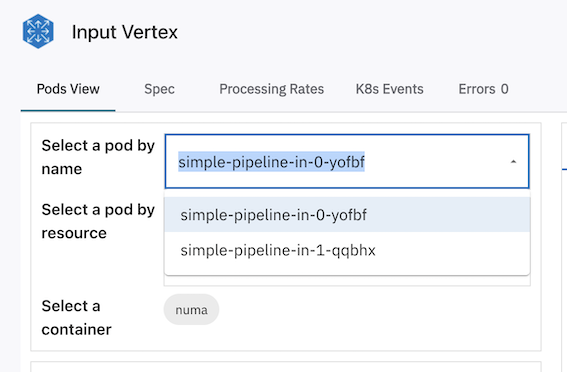 Input Vertex
Pods View
Spec
Processing Rates
K8s Events
Errors 0
Select a pod by
name
simple-pipeline-in-0-yofbf
Select a pod by
resource
simple-pipeline-in-0-yofbf
simple-pipeline-in-1-qqbhx
Select a
container
numa